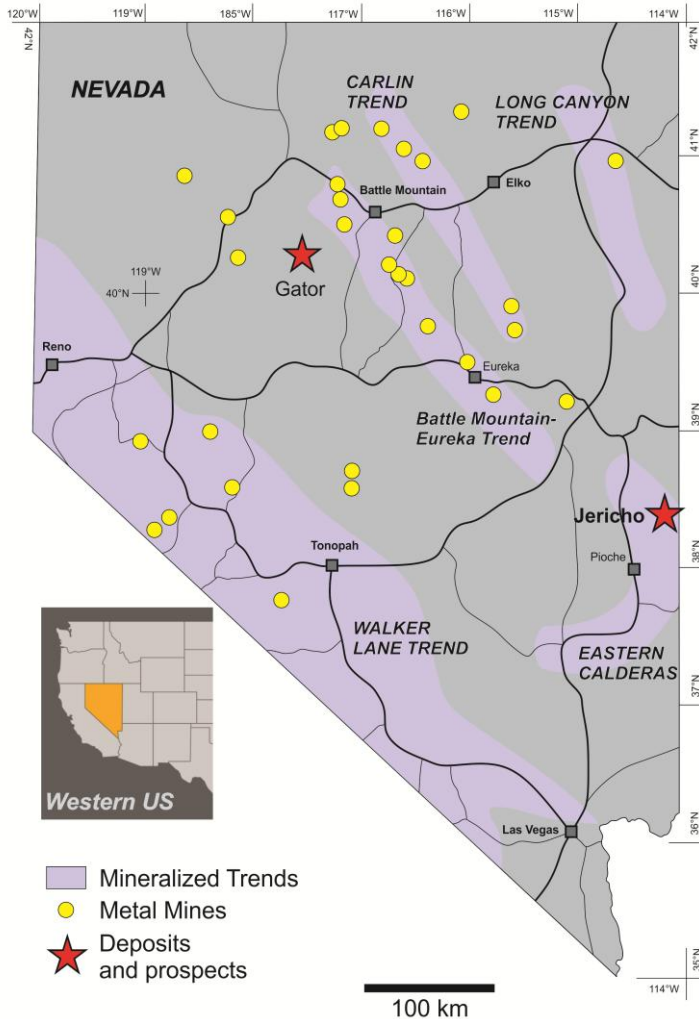 120°W
119°W
185°W
117°W
116°W
115°W
114°W
42°N
42°N
NEVADA
CARLIN
TREND
LONG CANYON
TREND
41°N
Battle Mountain
Elko
Gator
119°W
40°N
40°N
Reno
Eureka
39°N
Battle Mountain-
Eureka Trend
Jericho
Tonopah
Pioche
38°N
WALKER
LANE TREND
EASTERN
CALDERAS
37°N
Western US
Las Vegas
36°N
Mineralized Trends
Metal Mines
Deposits
and prospects
35°N
114°W
100 km